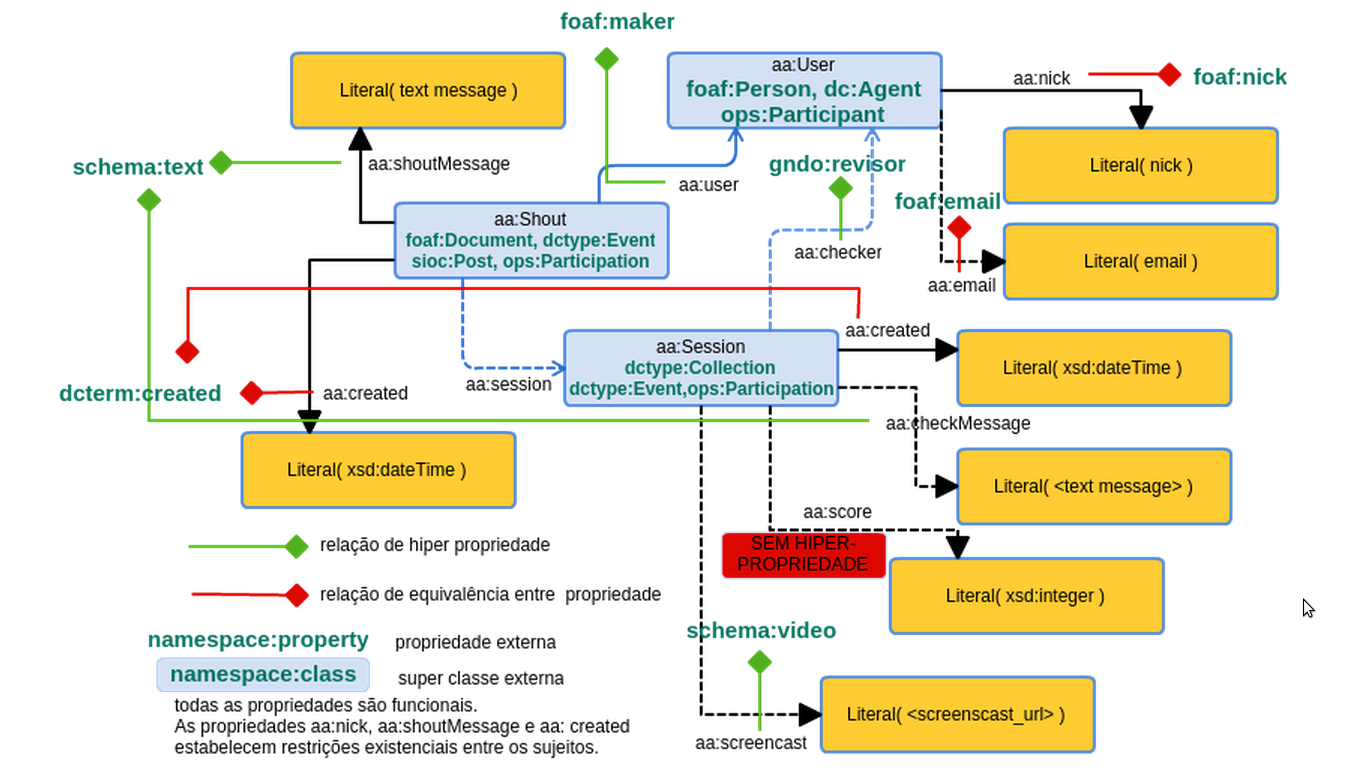 foaf:maker
Literal( text message )
aa:User
foaf:Person, dc:Agent
ops:Participant
aa:nick
foaf:nick
schema:text
aa:shoutMessage
aa:user
gndo:revisor
Literal( nick )
foaf:email
aa:Shout
foaf:Document, dctype:Event
sioc:Post, ops:Participation
aa:checker
Literal( email )
aa:email
aa:created
aa:Session
dctype:Collection
dctype:Event,ops:Participation
aa:session
Literal( xsd:dateTime )
dcterm:created
aa:created
aa:checkMessage
Literal( xsd:dateTime )
Literal( <text message> )
aa:score
SEM HIPER-
PROPRIEDADE
Literal( xsd:integer )
relação de hiper propriedade
relação de equivalência entre  propriedade
schema:video
namespace:property
propriedade externa
namespace:class
super classe externa
todas as propriedades são funcionais.
As propriedades aa:nick, aa:shoutMessage e aa: created
estabelecem restrições existenciais entre os sujeitos.
Literal( <screenscast_url> )
aa:screencast